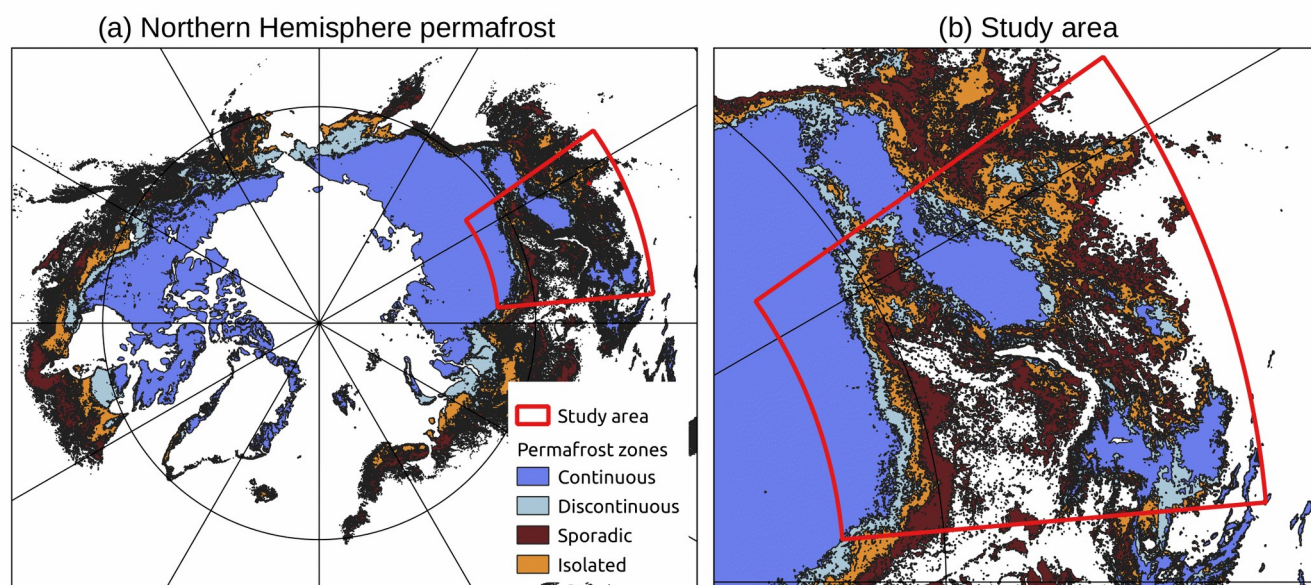 (a) Northern Hemisphere permafrost
(b) Study area
Study area
Permafrost zones
Continuous
Discontinuous
Sporadic
Isolated